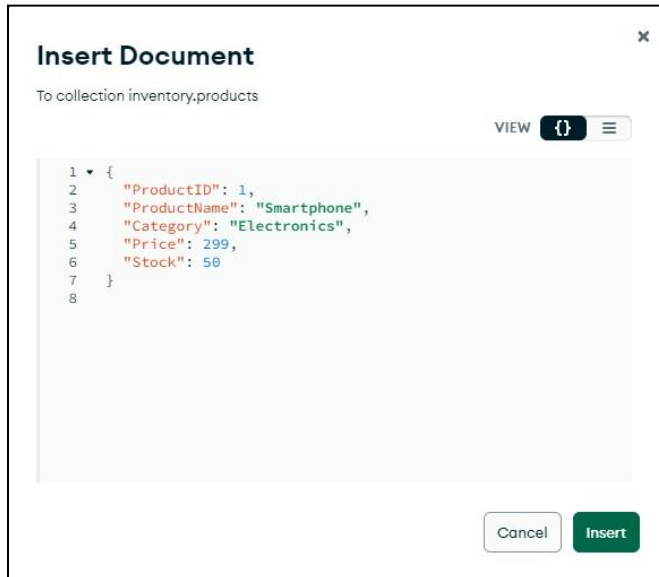 Insert Document
To collection inventory.products
VIEW {}
1 {
2 "ProductID": 1,
3 "ProductName": "Smartphone",
4 "Category": "Electronics",
5 "Price": 299,
6 "Stock": 50
7 }
8
Cancel Insert